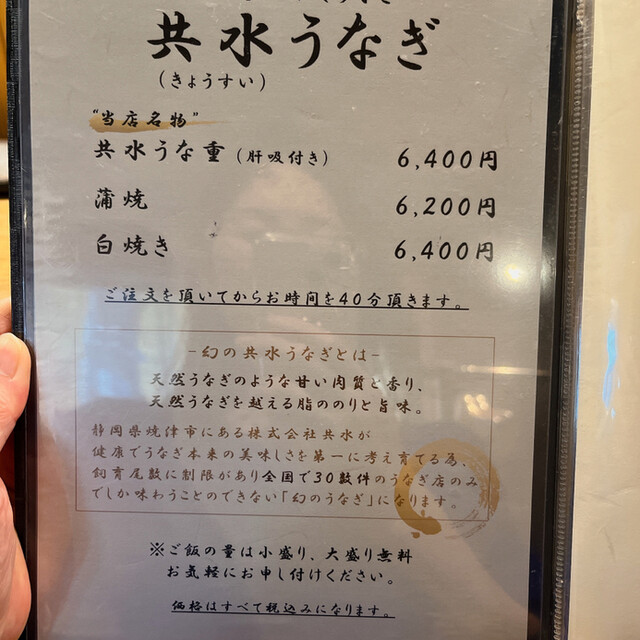 共水うなぎ
(きょうすい)
"当店名物"
共水うな重(肝吸付き) 6,400円
蒲焼 6,200円
白焼き 6,400円
ご注文を頂いてからお時間を40分頂きます。
-幻の共水うなぎとは-
天然うなぎのような甘い肉質と香り、
天然うなぎを越える脂ののりと旨味。
静岡県焼津市にある株式会社共水が
健康でうなぎ本来の美味しさを第一に考え育てる為、
飼育尾数に制限があり全国で30数件のうなぎ店のみ
でしか味わうことのできない「幻のうなぎ」になります。
※ご飯の量は小盛り、大盛り無料
お気軽にお申し付けください。
価格はすべて税込みになります。